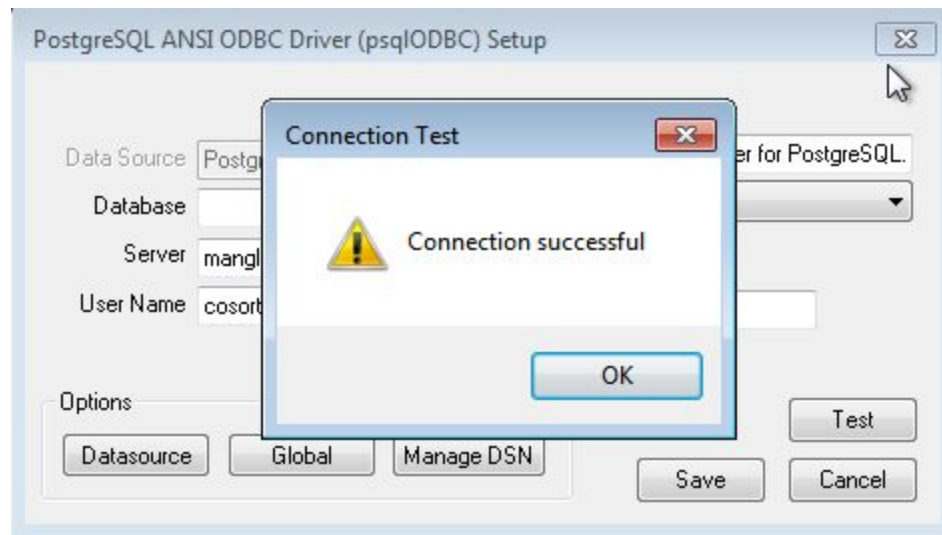 PostgreSQL ANSI ODBC Driver (psqlODBC) Setup
Connection Test
Data Source
er for PostgreSQL.
Database
Connection successful
Server
User Name
OK
Options
Test
Datasource
Global
Manage DSN
Save
Cancel